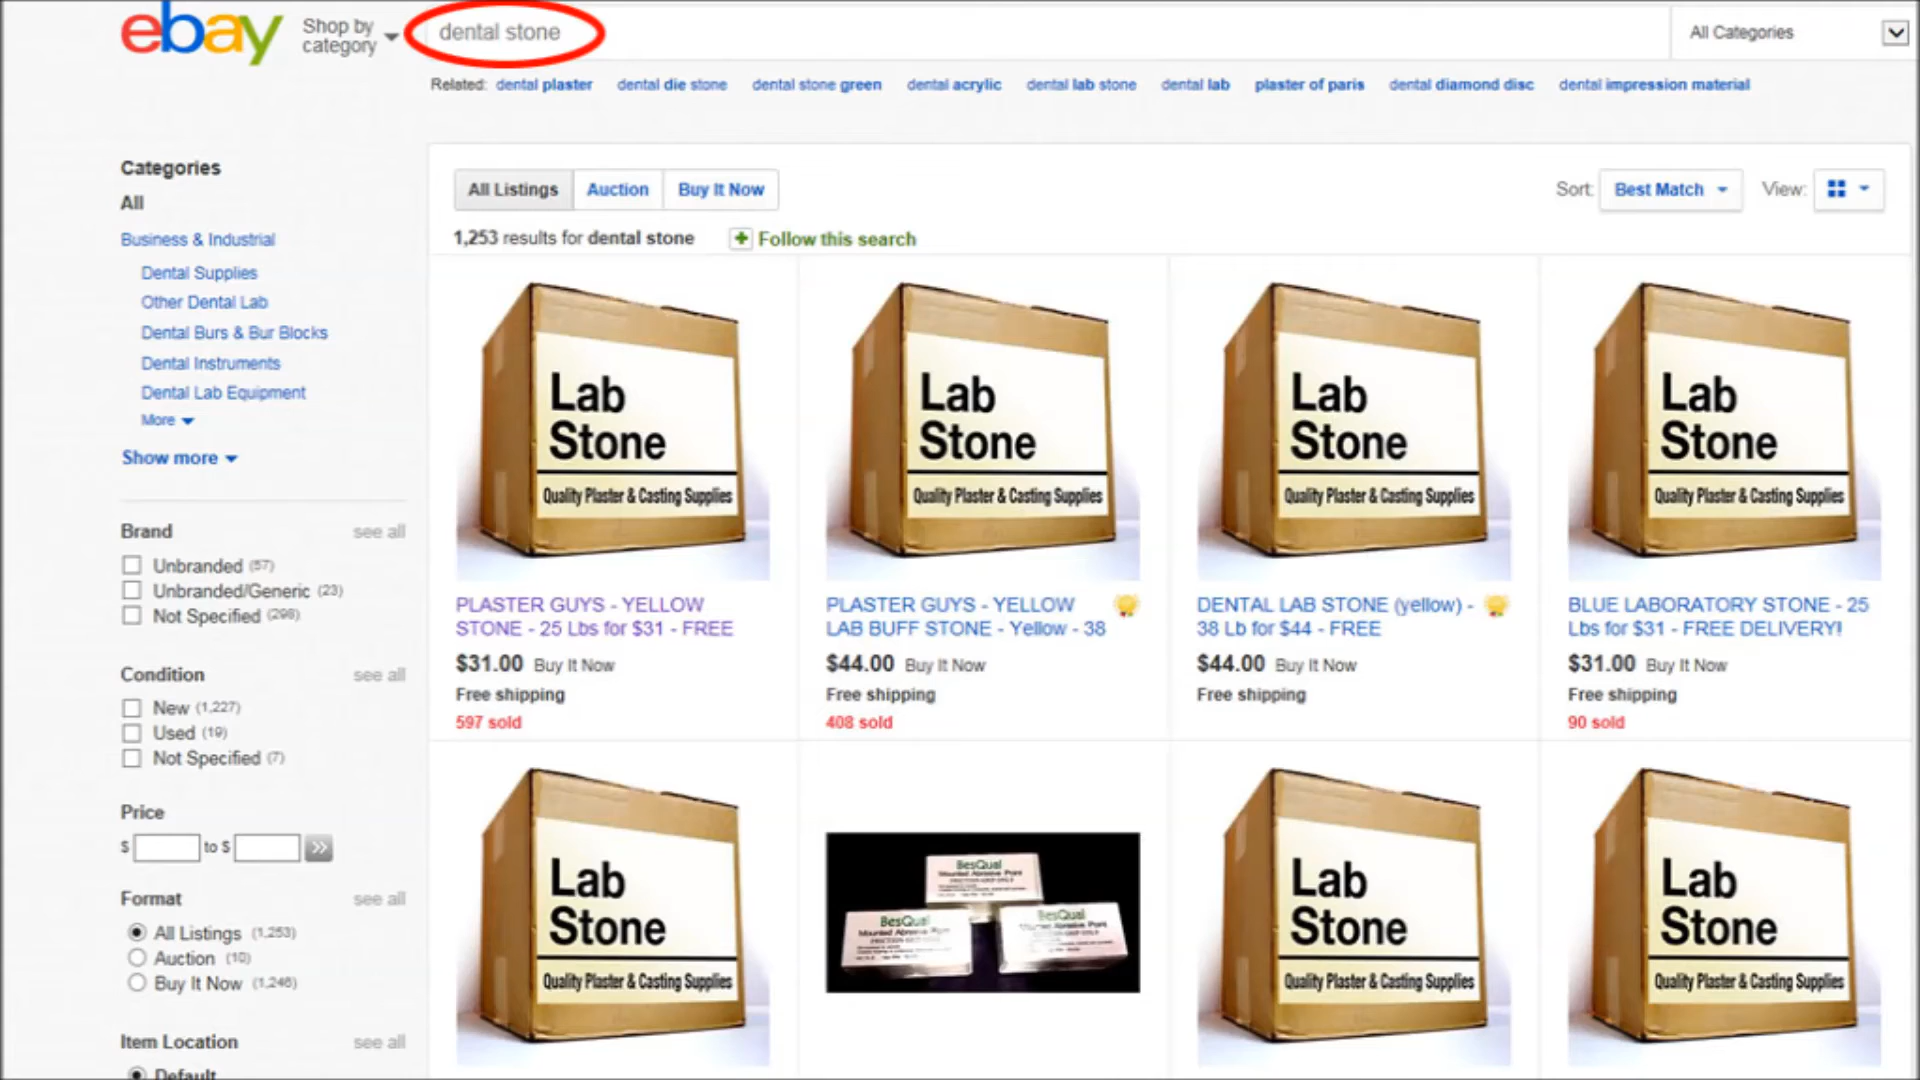 ebay
Shop by
category
dental stone
All Categories
Related: dental plaster dental die stone dental stone green dental acrylic dental lab stone dental lab plaster of paris dental diamond disc dental impression material
Categories
All
Business & Industrial
Dental Supplies
Other Dental Lab
Dental Burs & Bur Blocks
Dental Instruments
Dental Lab Equipment
More
Show more
Brand see all
Unbranded (57)
Unbranded/Generic (23)
Not Specified (298)
Condition see all
New (1,227)
Used (19)
Not Specified (7)
Price
$ to $
Format see all
All Listings (1,253)
Auction (10)
Buy It Now (1,246)
Item Location see all
Default
All Listings Auction Buy It Now
Sort: Best Match View:
1,253 results for dental stone + Follow this search
Lab
Stone
Quality Plaster & Casting Supplies
PLASTER GUYS - YELLOW
STONE - 25 Lbs for $31 - FREE
$31.00 Buy It Now
Free shipping
597 sold
Lab
Stone
Quality Plaster & Casting Supplies
PLASTER GUYS - YELLOW
LAB BUFF STONE - Yellow - 38
$44.00 Buy It Now
Free shipping
408 sold
Lab
Stone
Quality Plaster & Casting Supplies
DENTAL LAB STONE (yellow) -
38 Lb for $44 - FREE
$44.00 Buy It Now
Free shipping
Lab
Stone
Quality Plaster & Casting Supplies
BLUE LABORATORY STONE - 25
Lbs for $31 - FREE DELIVERY!
$31.00 Buy It Now
Free shipping
90 sold
Lab
Stone
Quality Plaster & Casting Supplies
BesQual
Mounted Abrasive Point
BesQual
Mounted Abrasive Point
BesQual
Mounted Abrasive Point
Lab
Stone
Quality Plaster & Casting Supplies
Lab
Stone
Quality Plaster & Casting Supplies